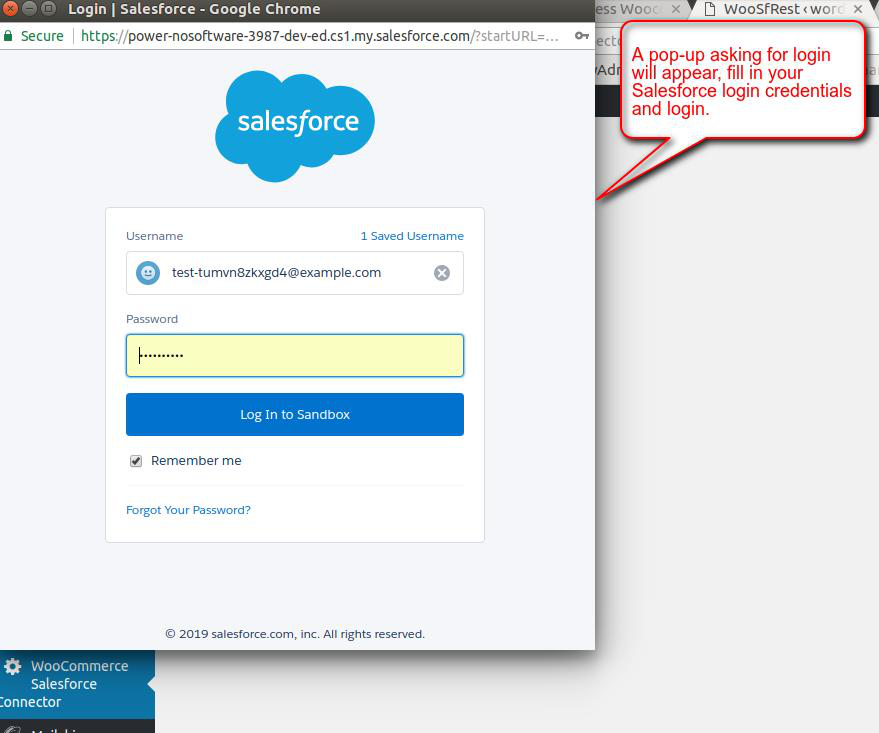 Login | Salesforce - Google Chrome
ess Wooc
WooSfRest ‹ word
Secure
https://power-nosoftware-3987-dev-ed.cs1.my.salesforce.com/?startURL=...
A pop-up asking for login
will appear, fill in your
Salesforce login credentials
and login.
salesforce
Username
1 Saved Username
test-tumvn8zkxgd4@example.com
Password
••••••••••
Log In to Sandbox
Remember me
Forgot Your Password?
© 2019 salesforce.com, inc. All rights reserved.
WooCommerce
Salesforce
Connector